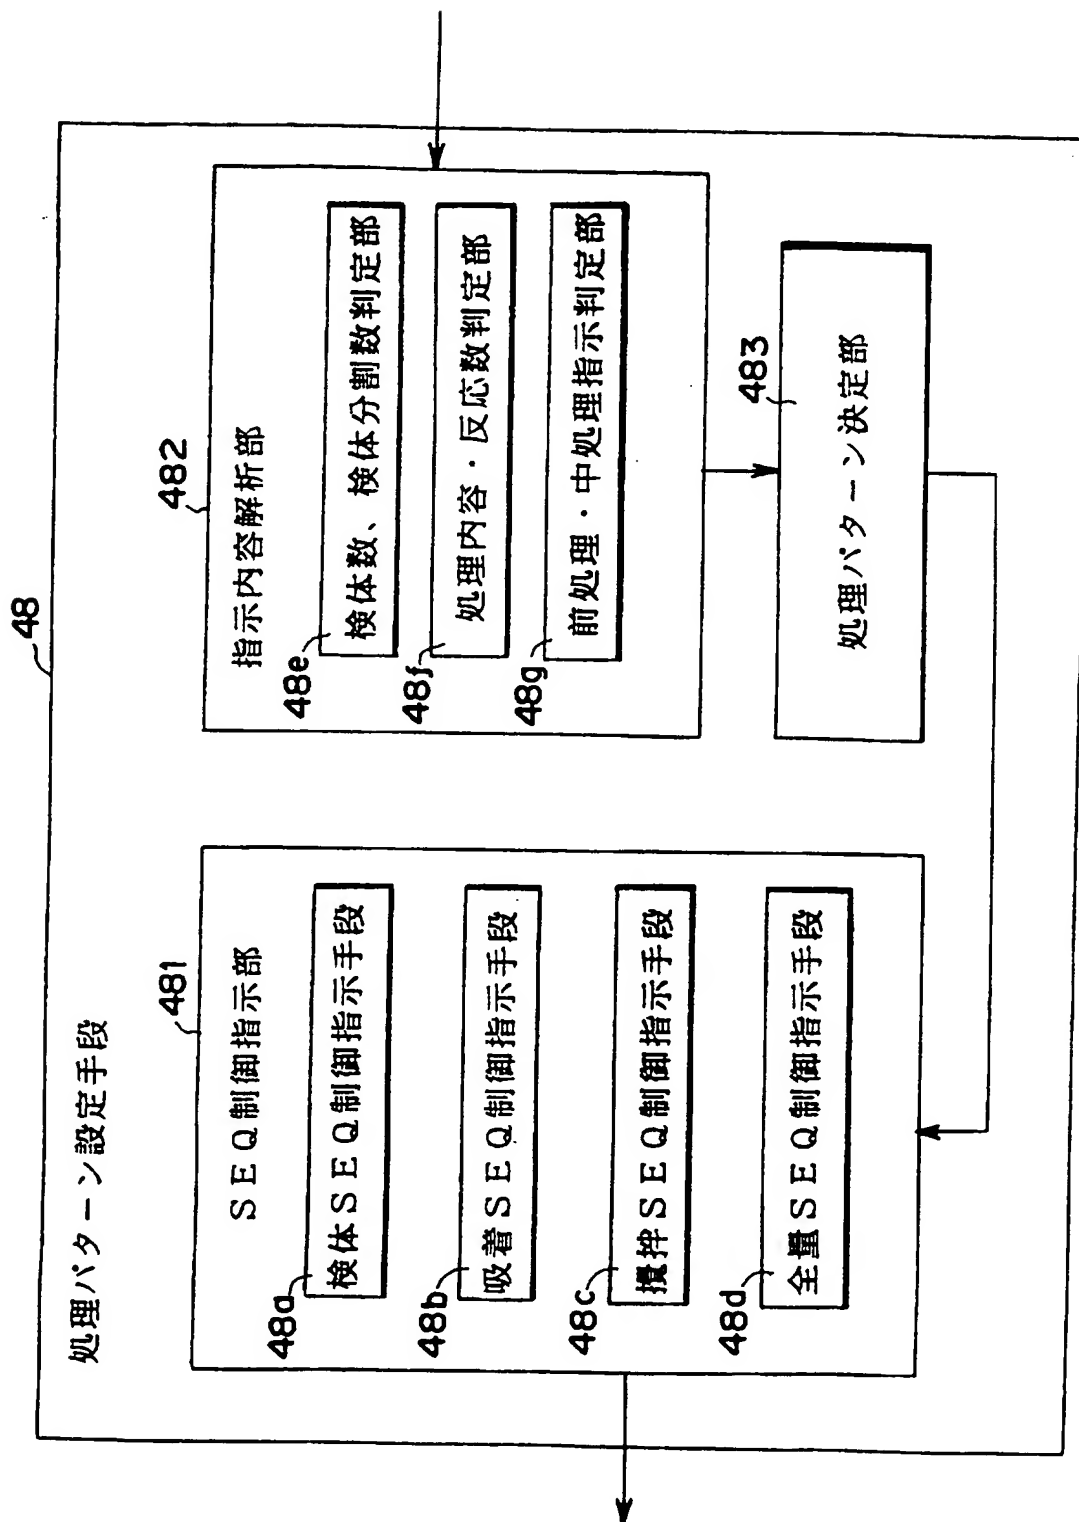 48
処理パターン設定手段
481
SEQ制御指示部
48a
検体SEQ制御指示手段
48b
吸着SEQ制御指示手段
48c
攪拌SEQ制御指示手段
48d
全量SEQ制御指示手段
482
指示内容解析部
48e
検体数、検体分割数判定部
48f
処理内容・反応数判定部
48g
前処理・中処理指示判定部
483
処理パターン決定部